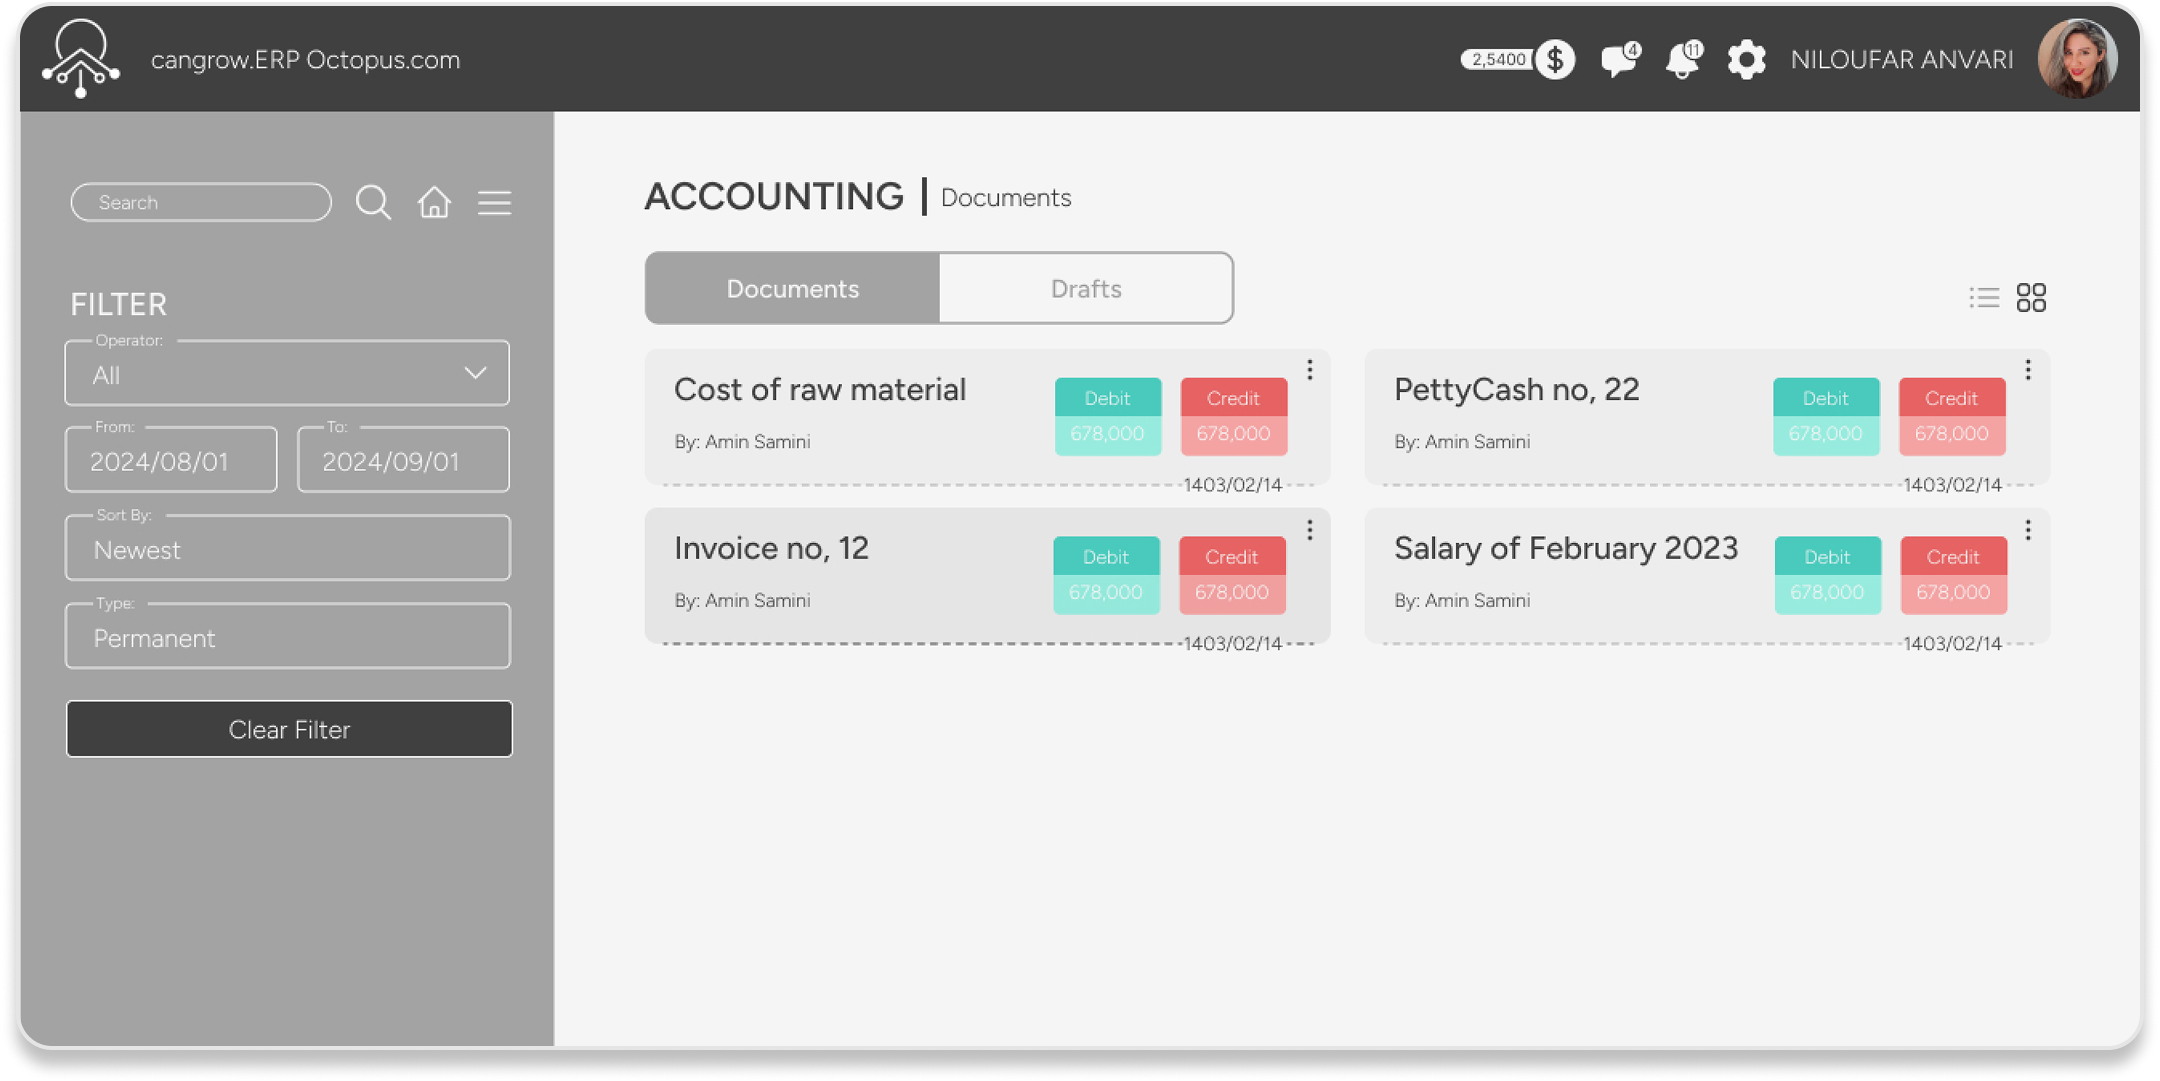 cangrow.ERP Octopus.com
2,5400
$
4
11
NILOUFAR ANVARI
Search
FILTER
Operator:
All
From:
2024/08/01
To:
2024/09/01
Sort By:
Newest
Type:
Permanent
Clear Filter
ACCOUNTING | Documents
Documents
Drafts
Cost of raw material
By: Amin Samini
Debit
678,000
Credit
678,000
1403/02/14
PettyCash no, 22
By: Amin Samini
Debit
678,000
Credit
678,000
1403/02/14
Invoice no, 12
By: Amin Samini
Debit
678,000
Credit
678,000
1403/02/14
Salary of February 2023
By: Amin Samini
Debit
678,000
Credit
678,000
1403/02/14